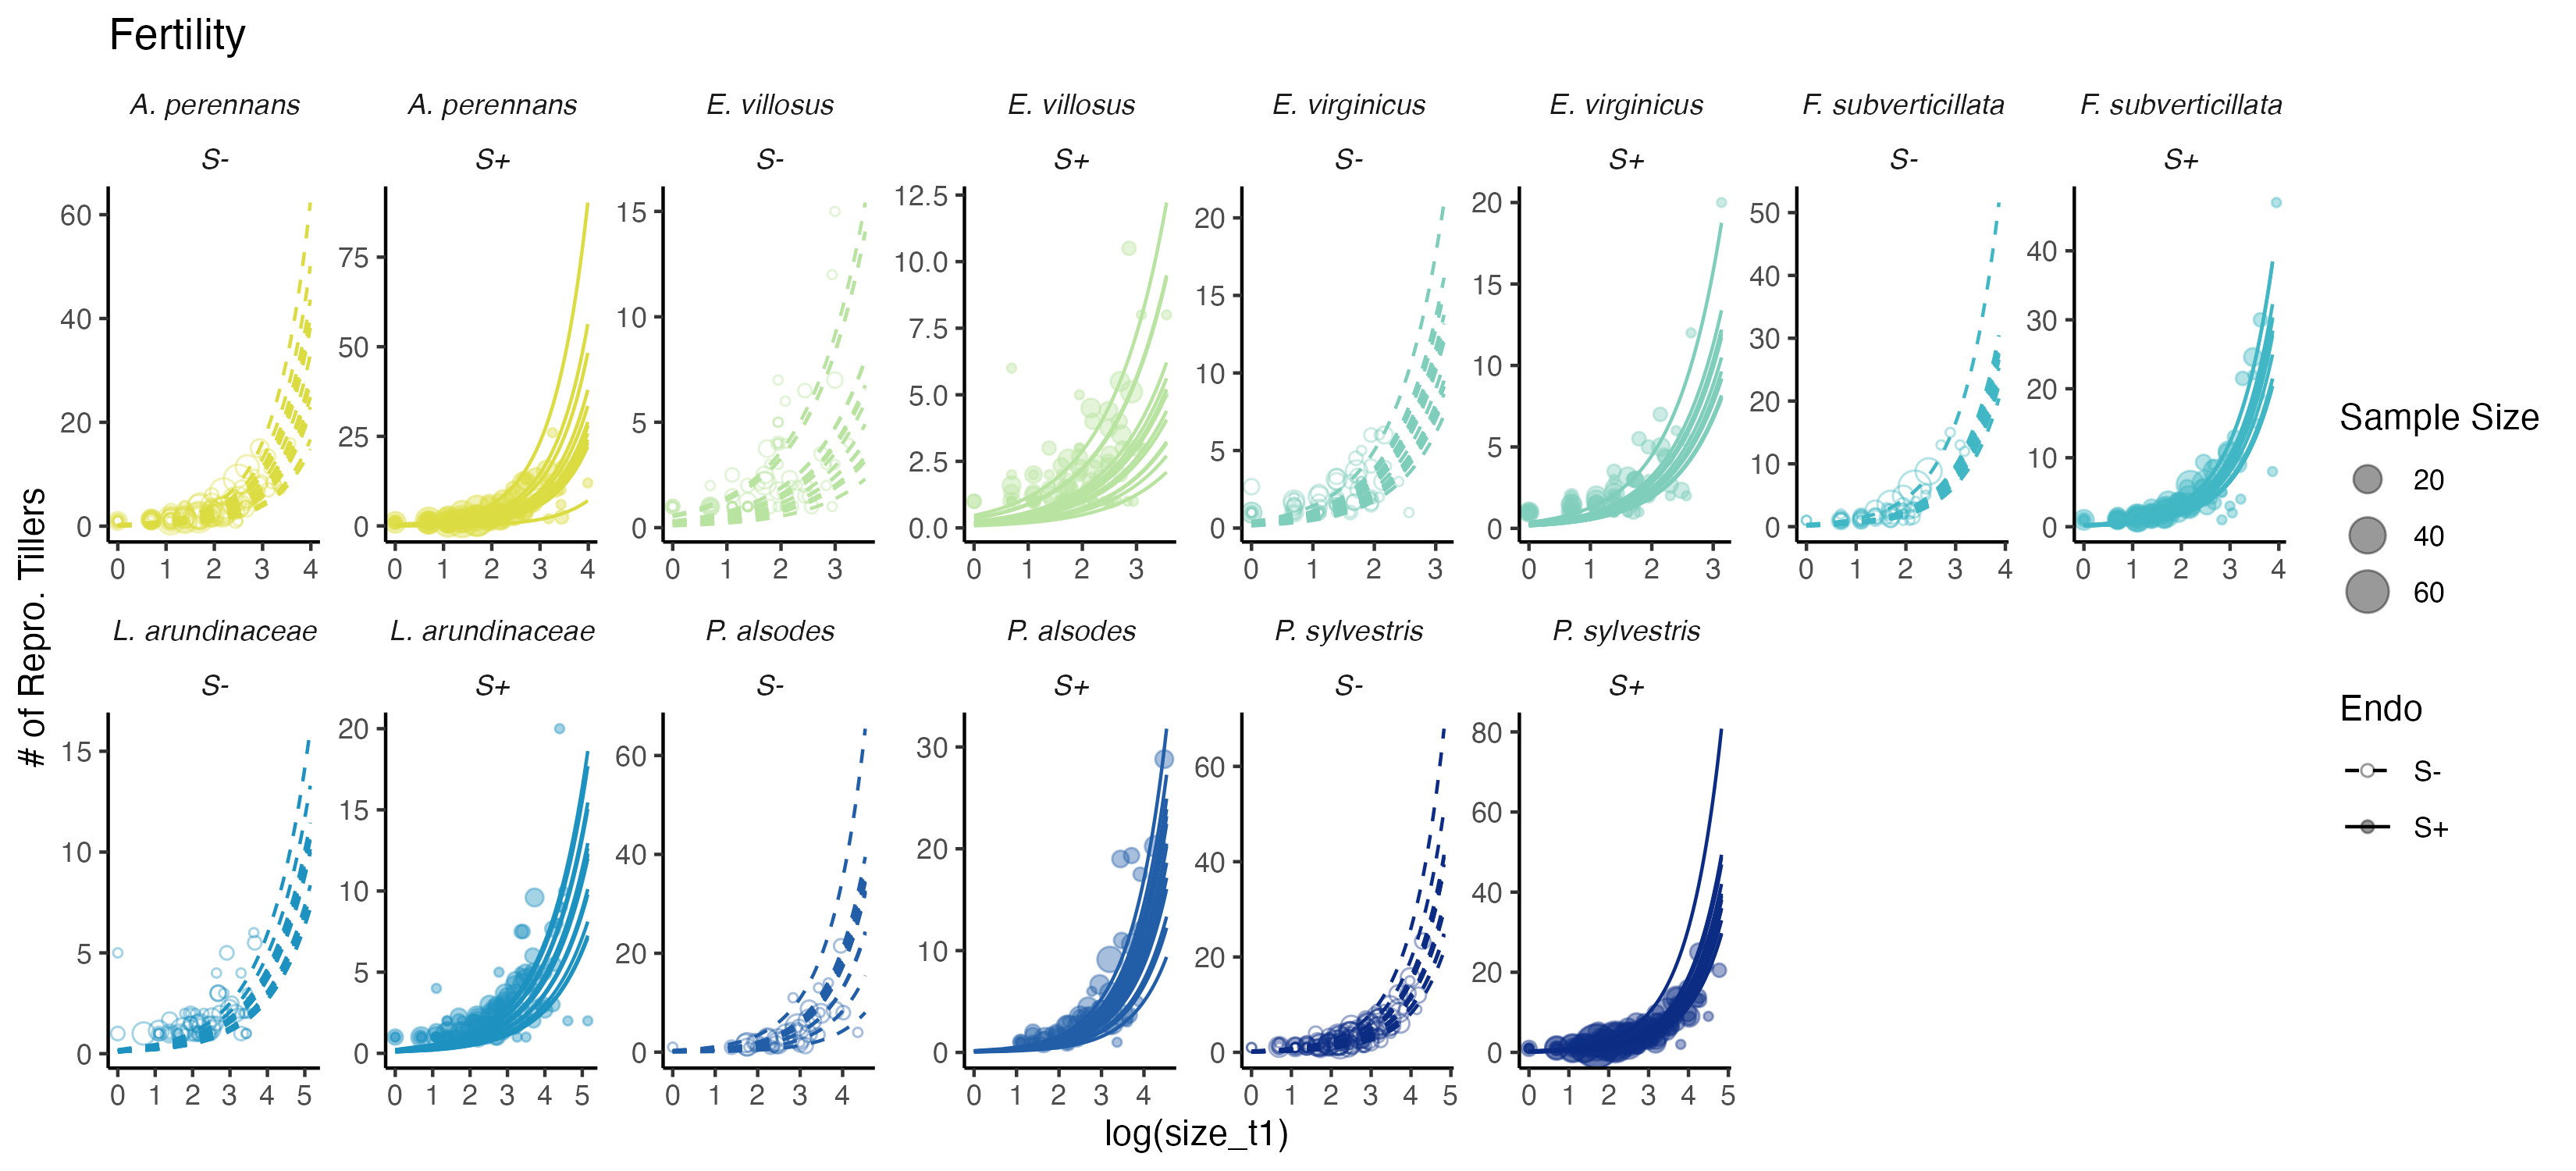 Fertility
A. perennans A. perennans E. villosus E. villosus E. virginicus E. virginicus F. subverticillata F. subverticillata
S- S+ S- S+ S- S+ S- S+
60 40 20 0
75 50 25 0
15 10 5 0
12.5 10.0 7.5 5.0 2.5 0.0
20 15 10 5 0
20 15 10 5 0
50 40 30 20 10 0
40 30 20 10 0
0 1 2 3 4 0 1 2 3 4 0 1 2 3 0 1 2 3 0 1 2 3 0 1 2 3 0 1 2 3 4 0 1 2 3 4
L. arundinaceae L. arundinaceae P. alsodes P. alsodes P. sylvestris P. sylvestris
S- S+ S- S+ S- S+
15 10 5 0
20 15 10 5 0
60 40 20 0
30 20 10 0
60 40 20 0
80 60 40 20 0
0 1 2 3 4 5 0 1 2 3 4 5 0 1 2 3 4 0 1 2 3 4 0 1 2 3 4 5 0 1 2 3 4 5
# of Repro. Tillers
log(size_t1)
Sample Size
20
40
60
Endo
S-
S+